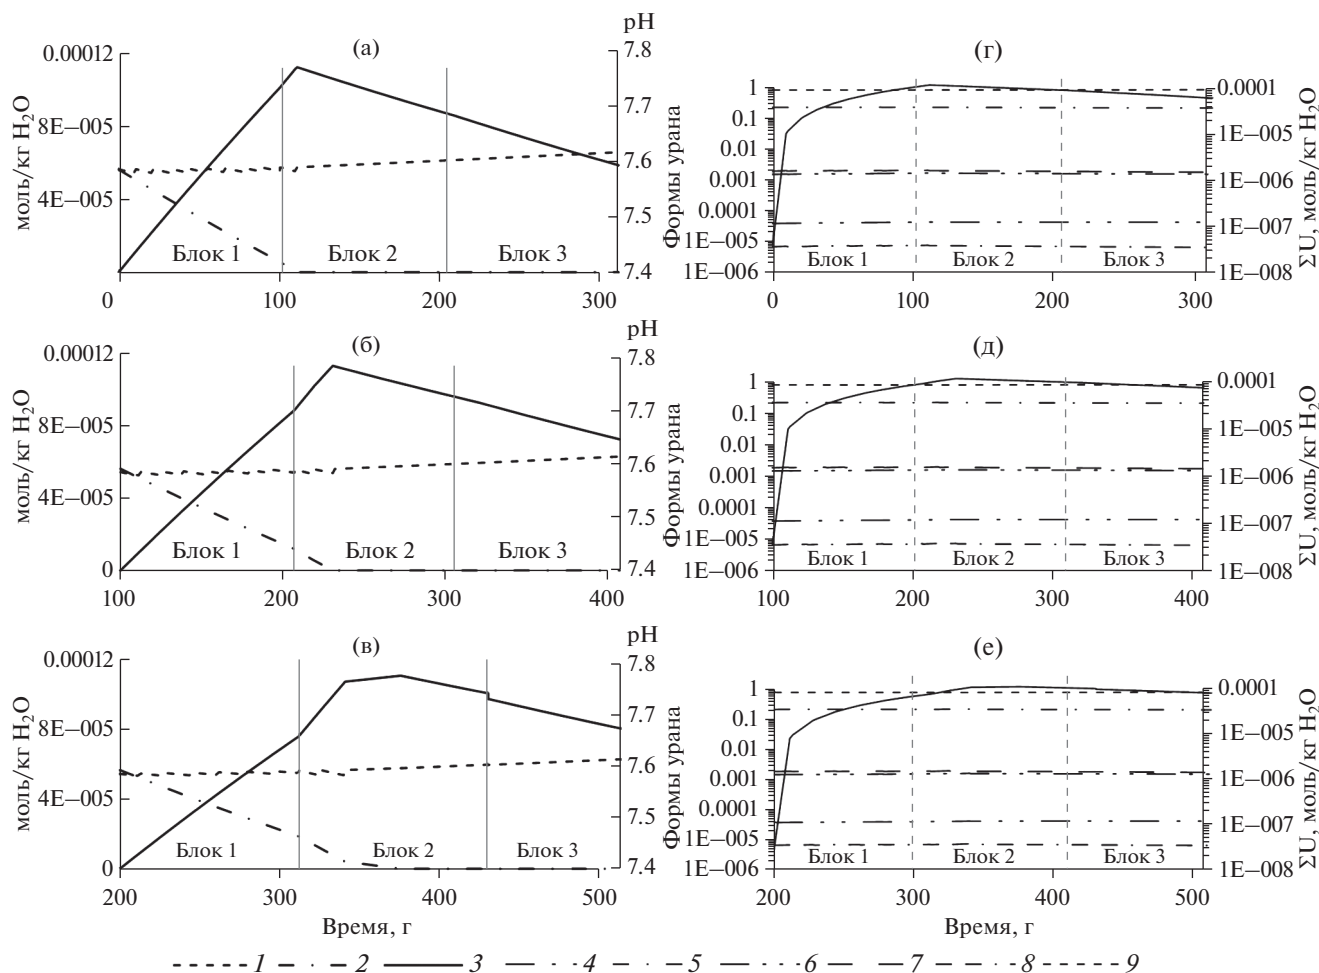 (а)
pH
0.00012
8E–005
4E–005
0
моль/кг H₂O
7.8
7.7
7.6
7.5
7.4
Блок 1
Блок 2
Блок 3
0
100
200
300
(г)
Формы урана
1
0.1
0.01
0.001
0.0001
1E–005
1E–006
0.0001
1E–005
1E–006
1E–007
1E–008
ΣU, моль/кг H₂O
Блок 1
Блок 2
Блок 3
0
100
200
300
(б)
pH
0.00012
8E–005
4E–005
0
моль/кг H₂O
7.8
7.7
7.6
7.5
7.4
Блок 1
Блок 2
Блок 3
100
200
300
400
(д)
Формы урана
1
0.1
0.01
0.001
0.0001
1E–005
1E–006
0.0001
1E–005
1E–006
1E–007
1E–008
ΣU, моль/кг H₂O
Блок 1
Блок 2
Блок 3
100
200
300
400
(в)
pH
0.00012
8E–005
4E–005
0
моль/кг H₂O
7.8
7.7
7.6
7.5
7.4
Блок 1
Блок 2
Блок 3
200
300
400
500
Время, г
(е)
Формы урана
1
0.1
0.01
0.001
0.0001
1E–005
1E–006
0.0001
1E–005
1E–006
1E–007
1E–008
ΣU, моль/кг H₂O
Блок 1
Блок 2
Блок 3
200
300
400
500
Время, г
1 2 3 4 5 6 7 8 9